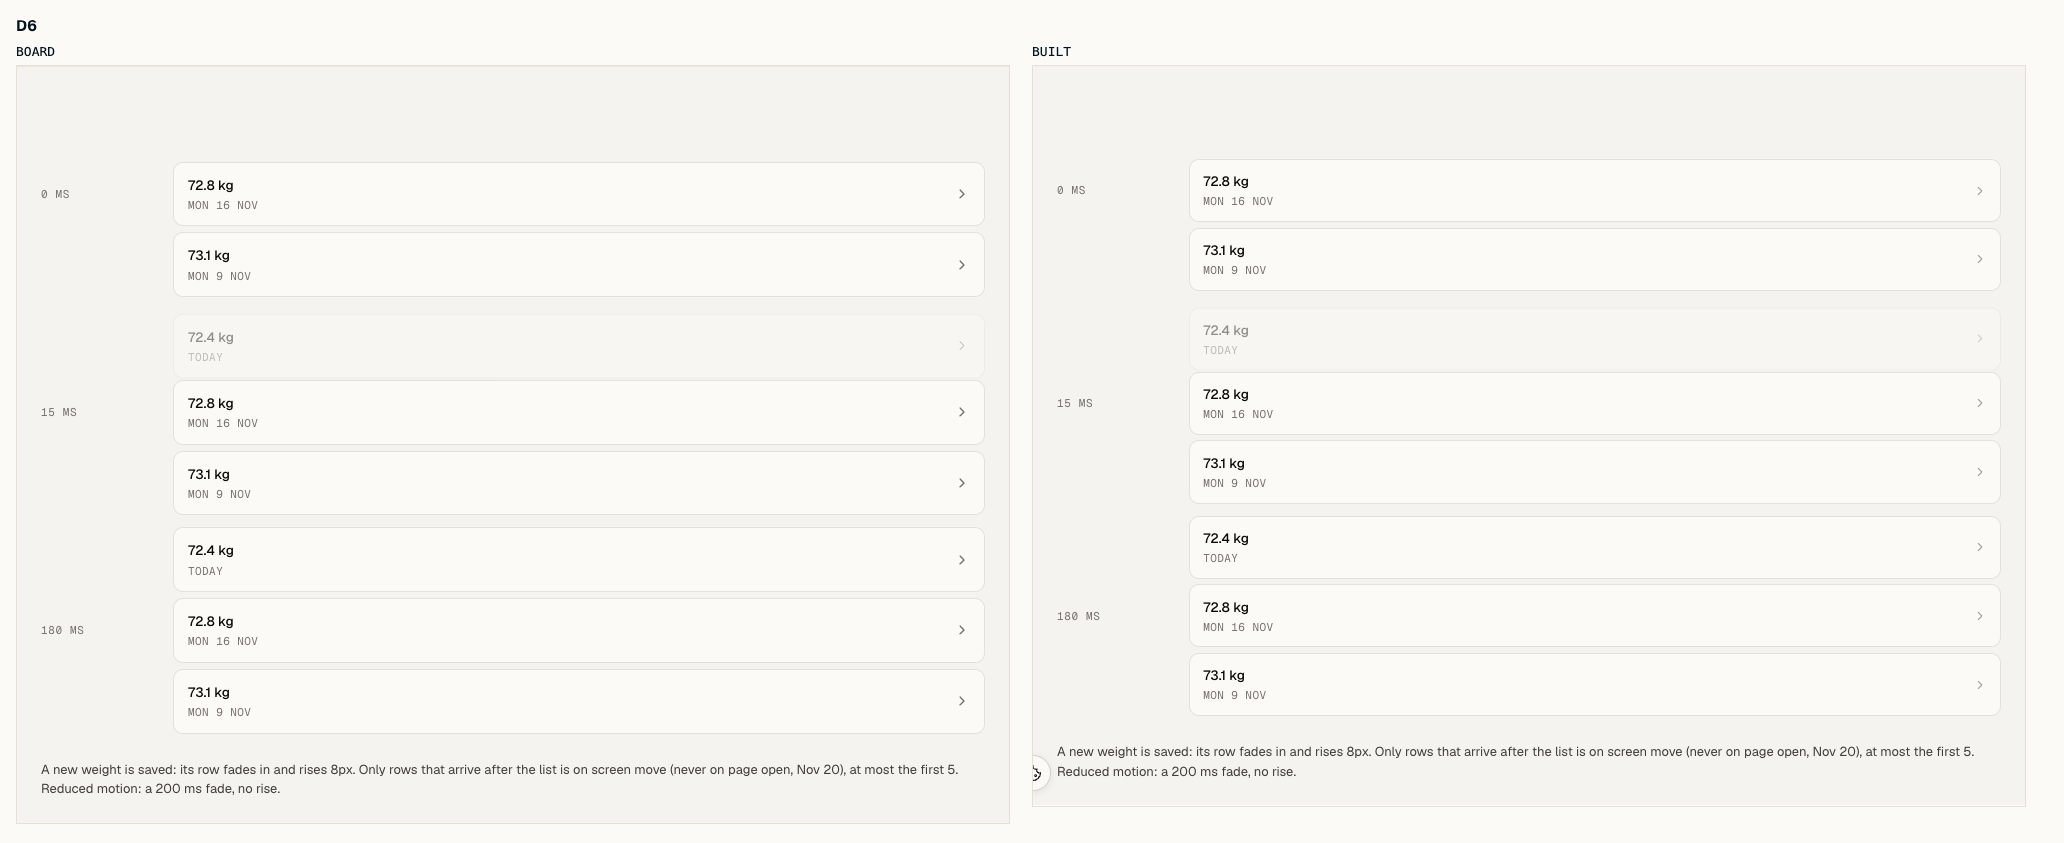 D6
BOARD
0 MS
72.8 kg
MON 16 NOV
73.1 kg
MON 9 NOV
72.4 kg
TODAY
15 MS
72.8 kg
MON 16 NOV
73.1 kg
MON 9 NOV
72.4 kg
TODAY
180 MS
72.8 kg
MON 16 NOV
73.1 kg
MON 9 NOV
A new weight is saved: its row fades in and rises 8px. Only rows that arrive after the list is on screen move (never on page open, Nov 20), at most the first 5.
Reduced motion: a 200 ms fade, no rise.
BUILT
0 MS
72.8 kg
MON 16 NOV
73.1 kg
MON 9 NOV
72.4 kg
TODAY
15 MS
72.8 kg
MON 16 NOV
73.1 kg
MON 9 NOV
72.4 kg
TODAY
180 MS
72.8 kg
MON 16 NOV
73.1 kg
MON 9 NOV
A new weight is saved: its row fades in and rises 8px. Only rows that arrive after the list is on screen move (never on page open, Nov 20), at most the first 5.
Reduced motion: a 200 ms fade, no rise.